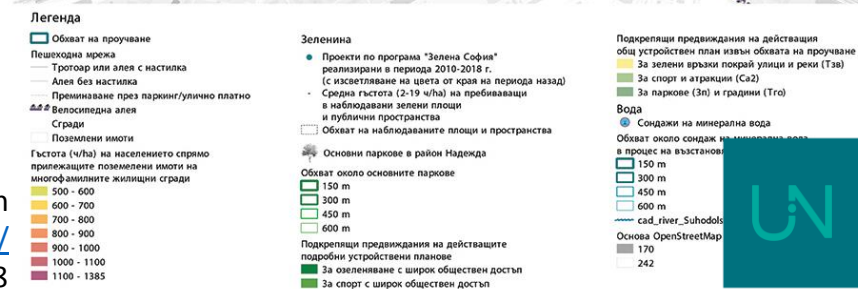 Легенда
Обхват на проучване
Пешеходна мрежа
Тротоар или алея с настилка
Алея без настилка
Преминаване през паркинг/улично платно
Велосипедна алея
Сгради
Поземлени имоти
Гъстота (ч/ha) на населението спрямо
прилежащите поземелени имоти на
многофамилните жилищни сгради
500 - 600
600 - 700
700 - 800
800 - 900
900 - 1000
1000 - 1100
1100 - 1385
Зеленина
Проекти по програма "Зелена София"
реализирани в периода 2010-2018 г.
(с изсветляване на цвета от края на периода назад)
Средна гъстота (2-19 ч/ha) на пребиваващи
в наблюдавани зелени площи
и публични пространства
Обхват на наблюдаваните площи и пространства
Основни паркове в район Надежда
Обхват около основните паркове
150 m
300 m
450 m
600 m
Подкрепящи предвиждания на действащите
подробни устройствени планове
За озеленяване с широк обществен достъп
За спорт с широк обществен достъп
Подкрепящи предвиждания на действащия
общ устройствен план извън обхвата на проучване
За зелени връзки покрай улици и реки (Тзв)
За спорт и атракции (Са2)
За паркове (Зп) и градини (Тго)
Вода
Сондажи на минерална вода
Обхват около сондаж на минерална вода
в процес на
150 m
300 m
450 m
600 m
Основа OpenStreetMap
170
242
UN
/
8